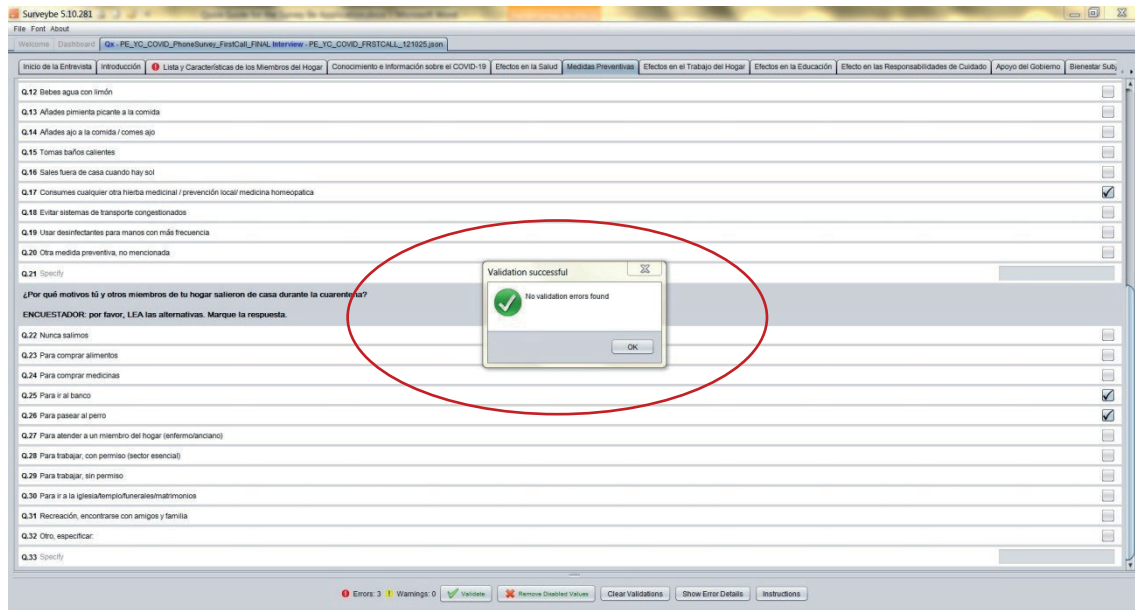 Surveybe 5.10.281
File Font About
Welcome Dashboard Qx - PE_YC_COVID_PhoneSurvey_FirstCall_FINAL Interview - PE_YC_COVID_FRSTCALL_121025.json
Inicio de la Entrevista Introducción Lista y Características de los Miembros del Hogar Conocimiento e Información sobre el COVID-19 Efectos en la Salud Medidas Preventivas Efectos en el Trabajo del Hogar Efectos en la Educación Efecto en las Responsabilidades de Cuidado Apoyo del Gobierno Bienestar Subj
Q.12 Bebes agua con limón
Q.13 Añades pimienta picante a la comida
Q.14 Añades ajo a la comida / comes ajo
Q.15 Tomas baños calientes
Q.16 Sales fuera de casa cuando hay sol
Q.17 Consumes cualquier otra hierba medicinal / prevención local/ medicina homeopatica
Q.18 Evitar sistemas de transporte congestionados
Q.19 Usar desinfectantes para manos con más frecuencia
Q.20 Otra medida preventiva, no mencionada
Q.21 Specify
Validation successful
No validation errors found
OK
¿Por qué motivos tú y otros miembros de tu hogar salieron de casa durante la cuarentena?
ENCUESTADOR: por favor, LEA las alternativas. Marque la respuesta.
Q.22 Nunca salimos
Q.23 Para comprar alimentos
Q.24 Para comprar medicinas
Q.25 Para ir al banco
Q.26 Para pasear al perro
Q.27 Para atender a un miembro del hogar (enfermo/anciano)
Q.28 Para trabajar, con permiso (sector esencial)
Q.29 Para trabajar, sin permiso
Q.30 Para ir a la iglesia/templo/funerales/matrimonios
Q.31 Recreación, encontrarse con amigos y familia
Q.32 Otro, especificar:
Q.33 Specify
Errors: 3 Warnings: 0 Validate Remove Disabled Values Clear Validations Show Error Details Instructions